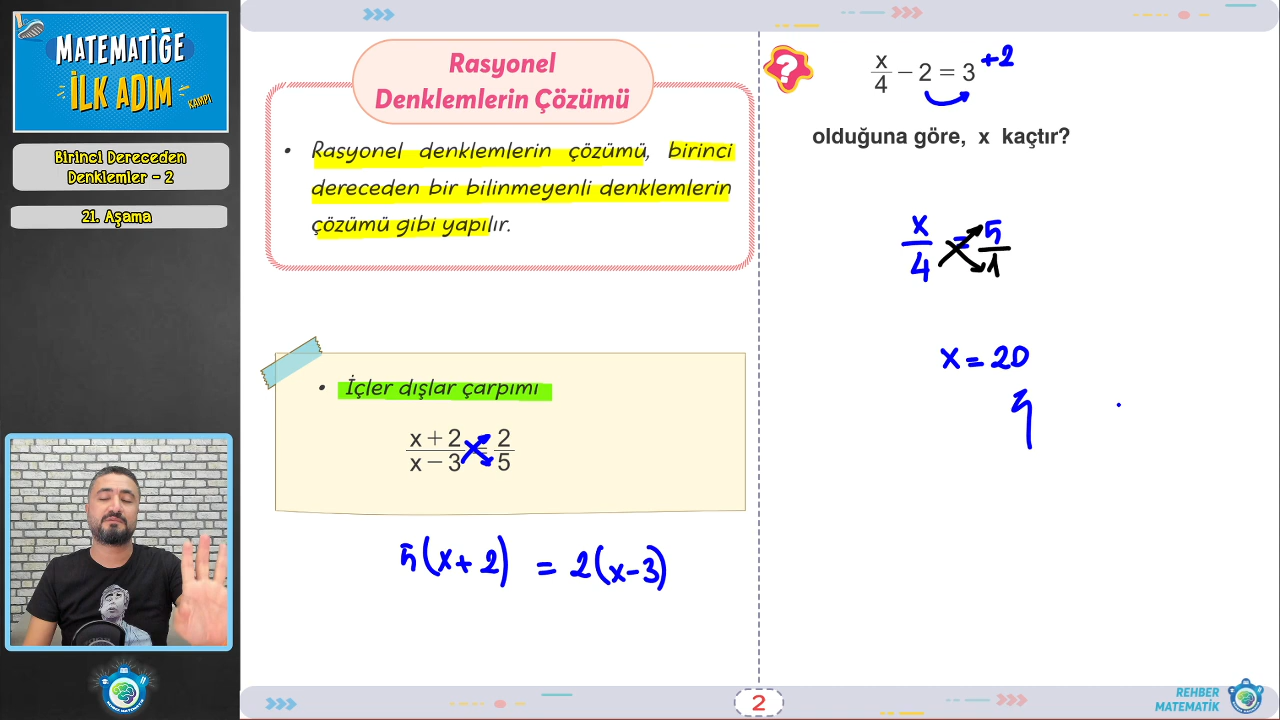 MATEMATİĞE
İLK ADIM
KAMPI
Birinci Dereceden
Denklemler - 2
21. Aşama
Rasyonel
Denklemlerin Çözümü
• Rasyonel denklemlerin çözümü, birinci
dereceden bir bilinmeyenli denklemlerin
çözümü gibi yapılır.
• İçler dışlar çarpımı
x + 2 = 2
x − 3 5
5(x+2) = 2(x-3)
?
x/4 − 2 = 3 +2
olduğuna göre, x kaçtır?
x = 5
4 1
x = 20
2
REHBER
MATEMATİK